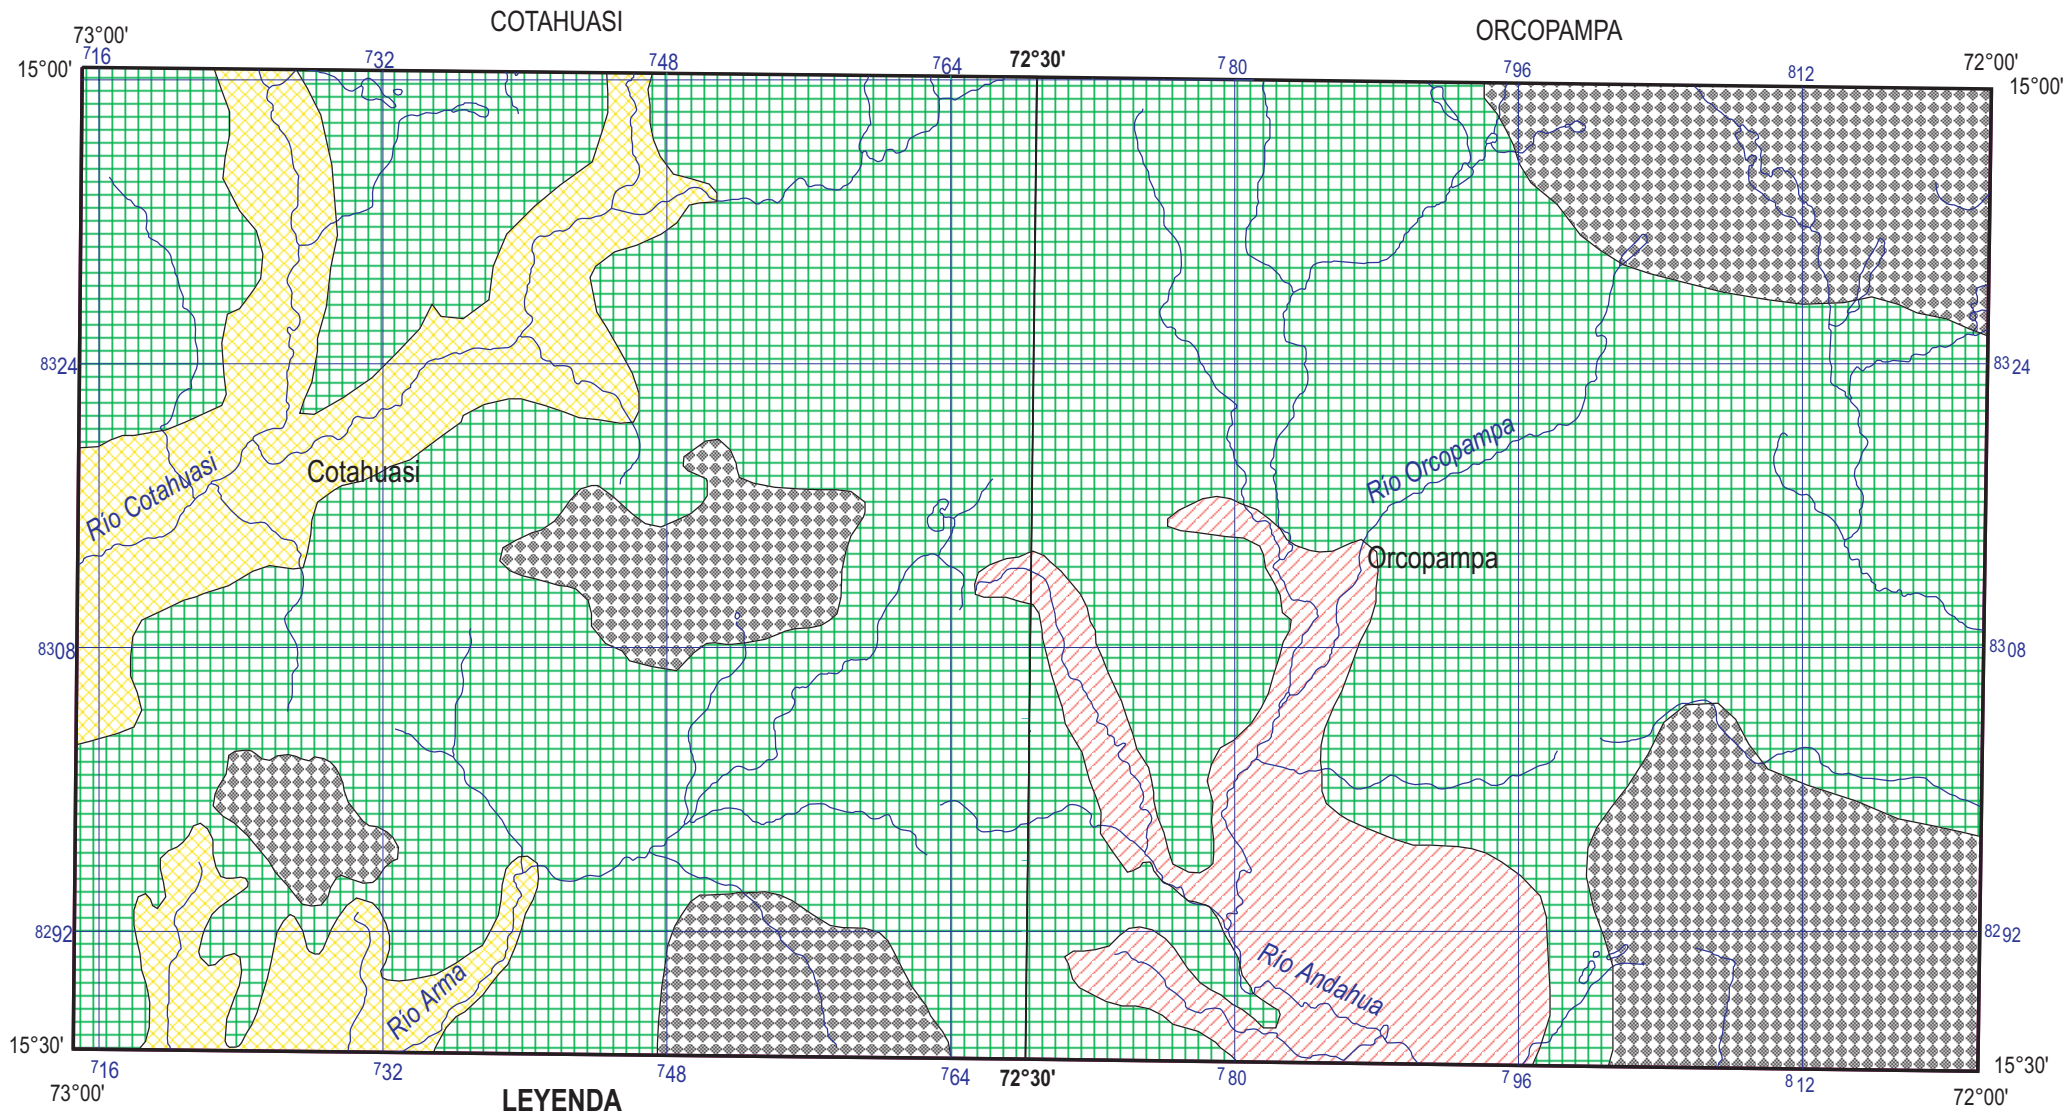 COTAHUASI ORCOPAMPA
73°00' 72°30' 72°00'
716 732 748 764 780 796 812
15°00' 15°00'
8324 8324
Río Orcopampa
Río Cotahuasi
Cotahuasi
Orcopampa
8308 8308
8292 8292
Río Arma
Río Andahua
15°30' 15°30'
716 732 748 764 780 796 812
73°00' 72°30' 72°00'
LEYENDA